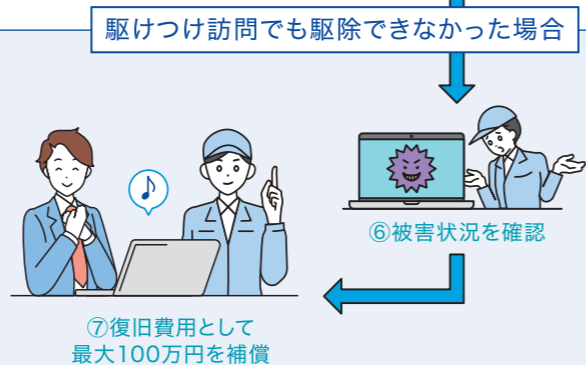 駆けつけ訪問でも駆除できなかった場合
⑥被害状況を確認
⑦復旧費用として
最大100万円を補償